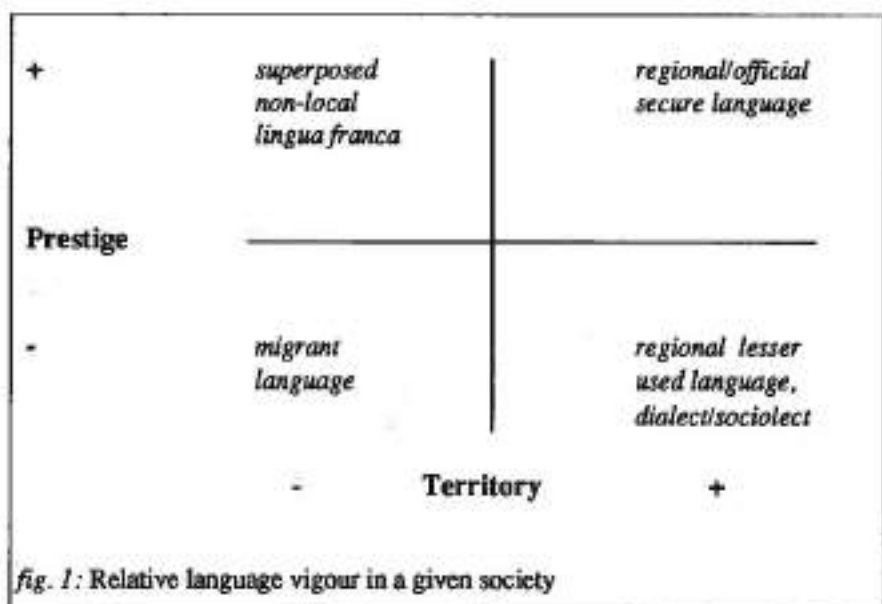 +
superposed
non-local
lingua franca
regional/official
secure language
Prestige
-
migrant
language
regional lesser
used language,
dialect/sociolect
- Territory +
fig. 1: Relative language vigour in a given society